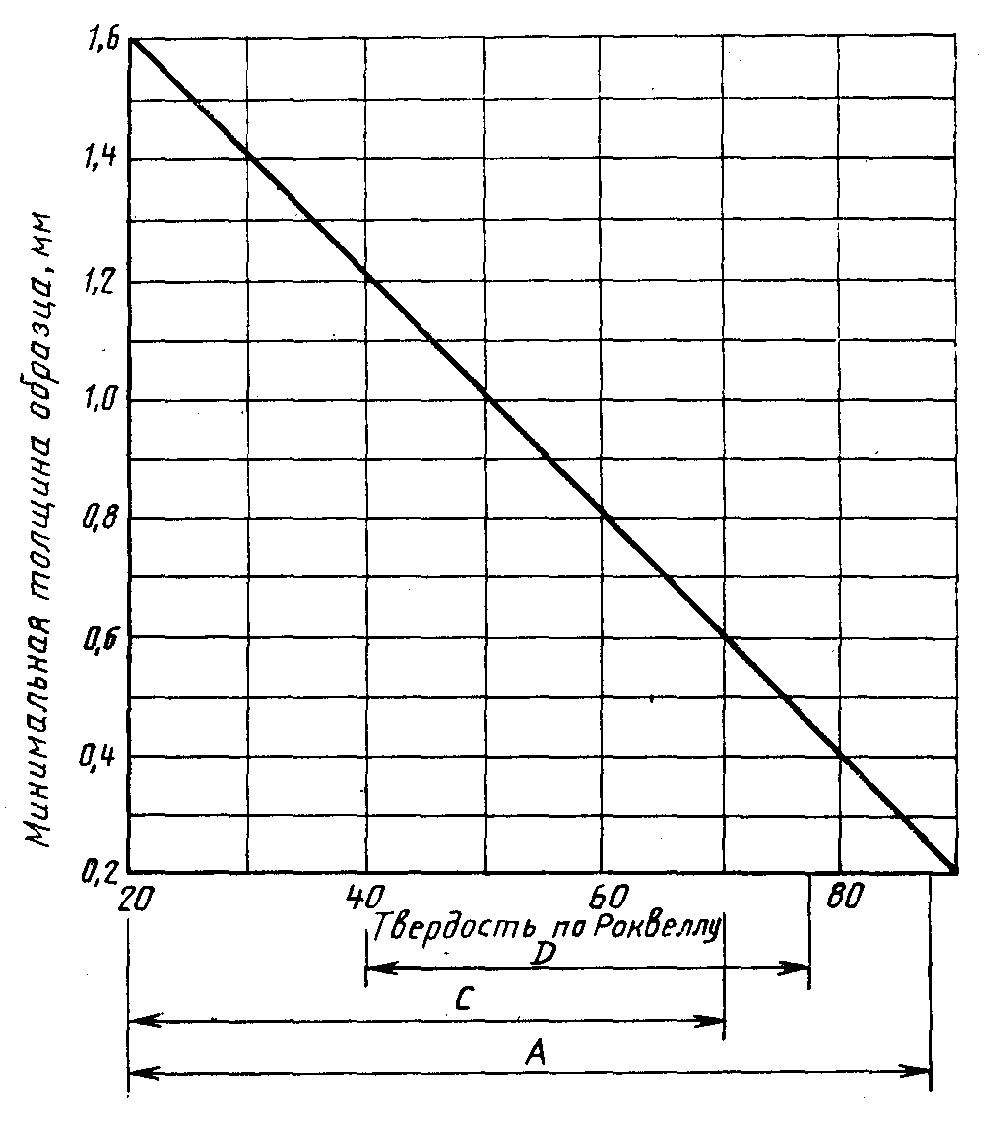 Минимальная толщина образца, мм
1,6
1,4
1,2
1,0
0,8
0,6
0,4
0,2
20 40 60 80
Твердость по Роквеллу
D
C
A